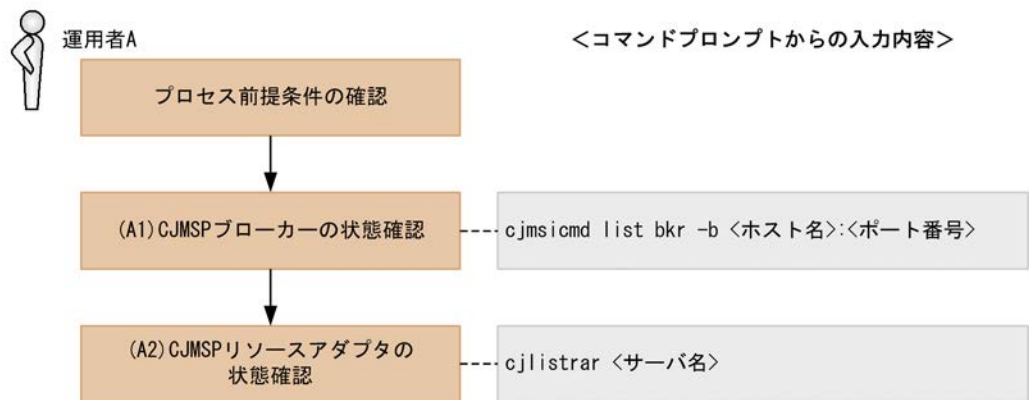 運用者A
＜コマンドプロンプトからの入力内容＞
プロセス前提条件の確認
(A1)CJMSPブローカーの状態確認
cjmsicmd list bkr -b <ホスト名>:<ポート番号>
(A2)CJMSPリソースアダプタの
状態確認
cjlistrar <サーバ名>